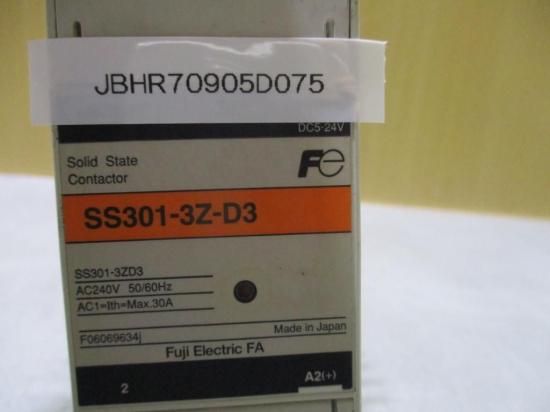 JBHR70905D075
DC5-24V
Solid State
Contactor
Fe
SS301-3Z-D3
SS301-3ZD3
AC240V 50/60Hz
AC1=Ith=Max.30A
F06069634j
Made in Japan
Fuji Electric FA
2
A2(+)